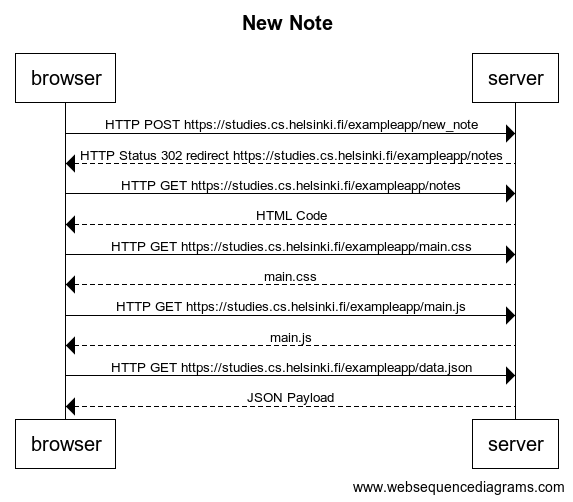 New Note
browser server
HTTP POST https://studies.cs.helsinki.fi/exampleapp/new_note
HTTP Status 302 redirect https://studies.cs.helsinki.fi/exampleapp/notes
HTTP GET https://studies.cs.helsinki.fi/exampleapp/notes
HTML Code
HTTP GET https://studies.cs.helsinki.fi/exampleapp/main.css
main.css
HTTP GET https://studies.cs.helsinki.fi/exampleapp/main.js
main.js
HTTP GET https://studies.cs.helsinki.fi/exampleapp/data.json
JSON Payload
browser server
www.websequencediagrams.com